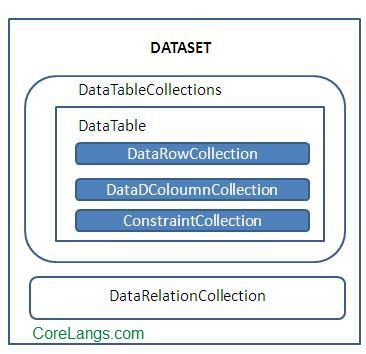 DATASET
DataTableCollections
DataTable
DataRowCollection
DataDColoumnCollection
ConstraintCollection
DataRelationCollection
CoreLangs.com